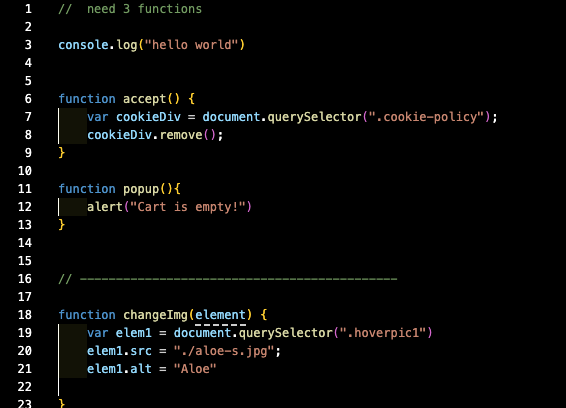 1 //  need 3 functions
2
3 console.log("hello world")
4
5
6 function accept() {
7     var cookieDiv = document.querySelector(".cookie-policy");
8     cookieDiv.remove();
9 }
10
11 function popup(){
12     alert("Cart is empty!")
13 }
14
15
16 // --------------------------------------------
17
18 function changeImg(element) {
19     var elem1 = document.querySelector(".hoverpic1")
20     elem1.src = "./aloe-s.jpg";
21     elem1.alt = "Aloe"
22
23 }